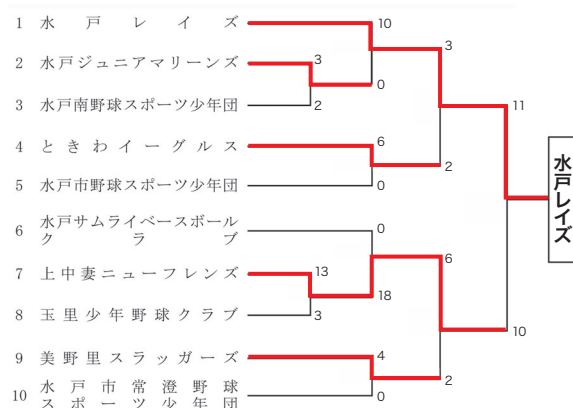 1 水戸レイズ
10
2 水戸ジュニアマリーンズ
3
0
3 水戸南野球スポーツ少年団
2
3
4 ときわイーグルス
6
2
5 水戸市野球スポーツ少年団
0
11
水戸レイズ
6 水戸サムライベースボール
クラブ
0
7 上中妻ニューフレンズ
13
18
6
8 玉里少年野球クラブ
3
10
9 美野里スラッガーズ
4
2
10 水戸市常澄野球
スポーツ少年団
0